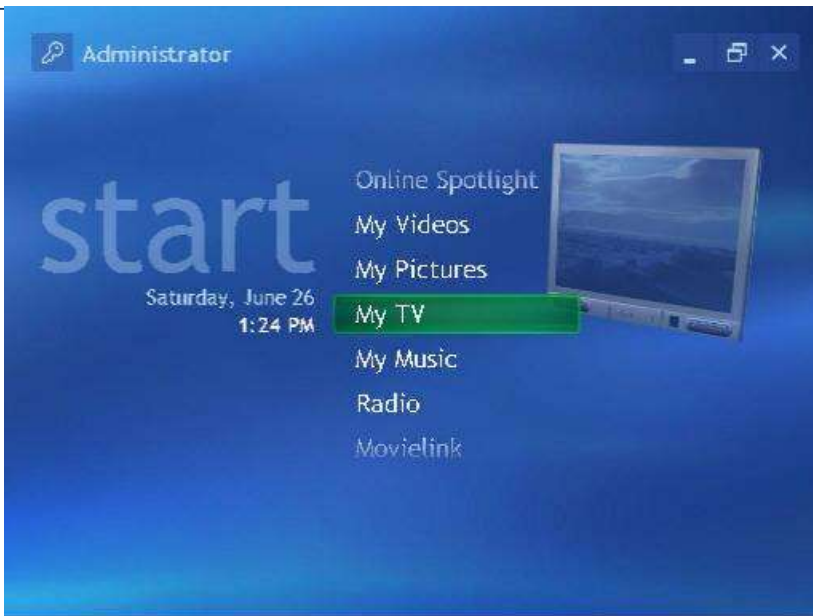 Administrator
start
Saturday, June 26
1:24 PM
Online Spotlight
My Videos
My Pictures
My TV
My Music
Radio
Movielink